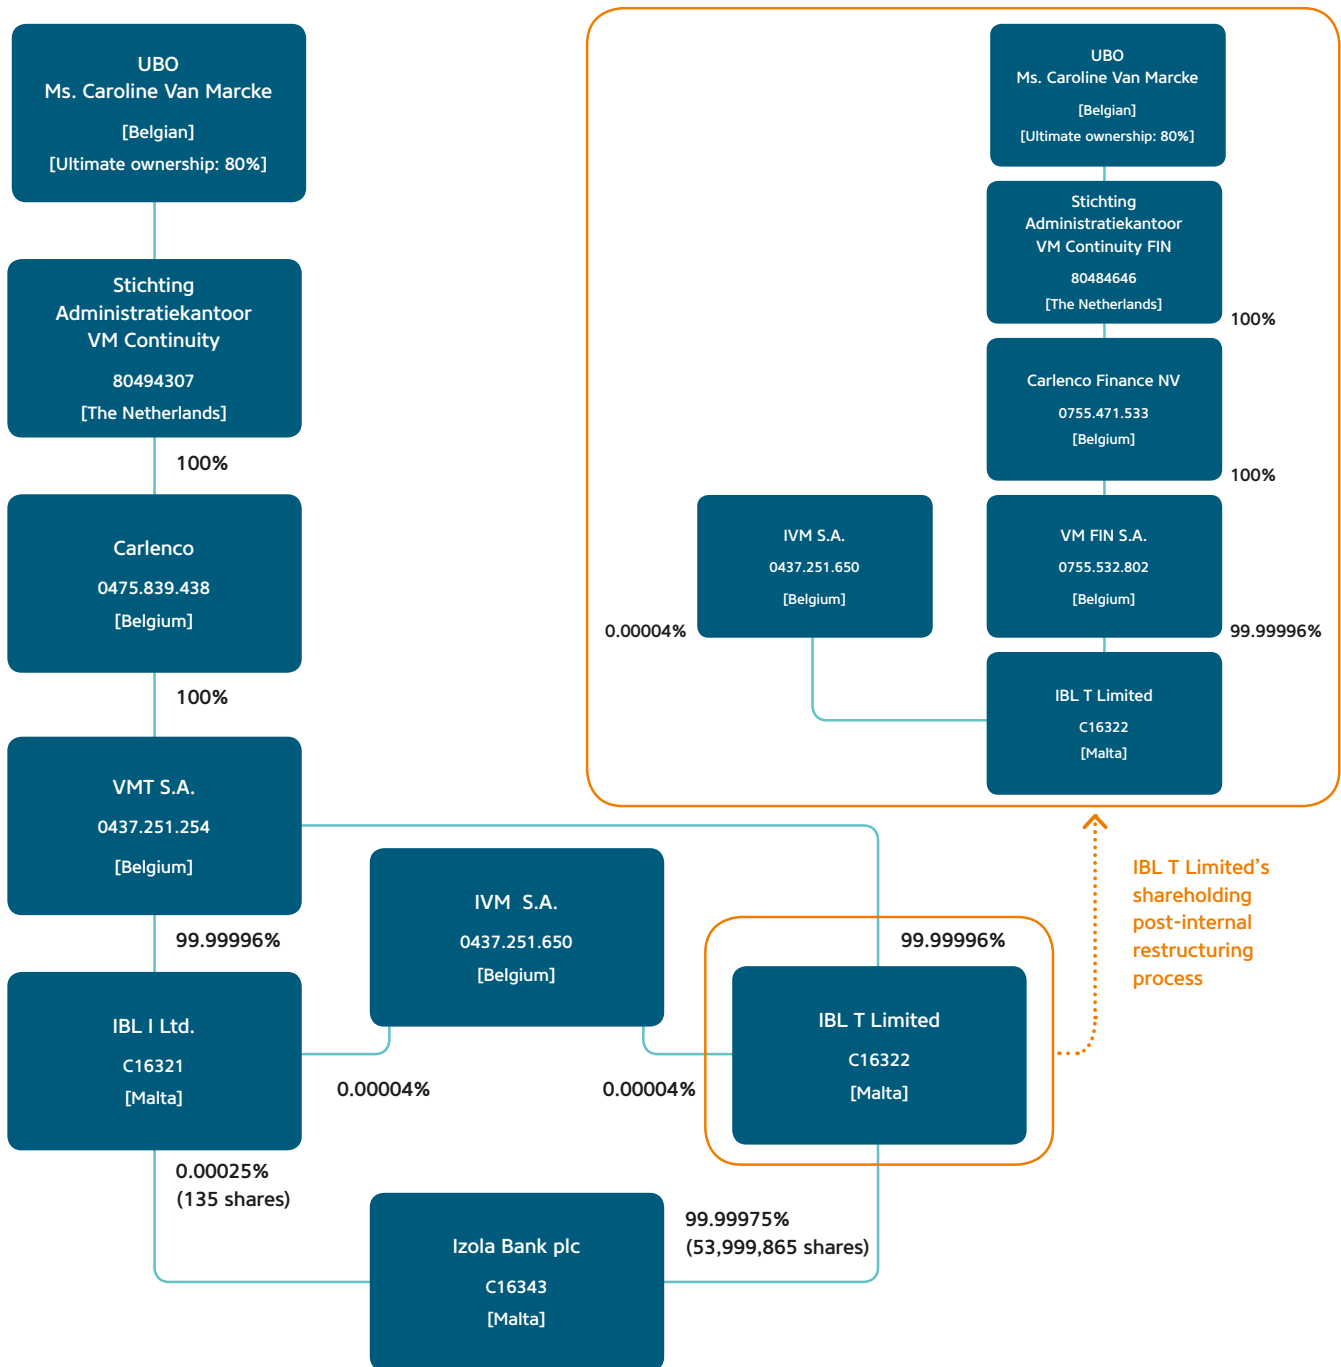 UBO
Ms. Caroline Van Marcke
[Belgian]
[Ultimate ownership: 80%]
Stichting
Administratiekantoor
VM Continuity
80494307
[The Netherlands]
100%
Carlenco
0475.839.438
[Belgium]
100%
VMT S.A.
0437.251.254
[Belgium]
99.99996%
IBL I Ltd.
C16321
[Malta]
0.00025%
(135 shares)
IVM S.A.
0437.251.650
[Belgium]
0.00004%
0.00004%
99.99996%
IBL T Limited
C16322
[Malta]
99.99975%
(53,999,865 shares)
Izola Bank plc
C16343
[Malta]
UBO
Ms. Caroline Van Marcke
[Belgian]
[Ultimate ownership: 80%]
Stichting
Administratiekantoor
VM Continuity FIN
80484646
[The Netherlands]
100%
Carlenco Finance NV
0755.471.533
[Belgium]
100%
IVM S.A.
0437.251.650
[Belgium]
0.00004%
VM FIN S.A.
0755.532.802
[Belgium]
99.99996%
IBL T Limited
C16322
[Malta]
IBL T Limited's
shareholding
post-internal
restructuring
process